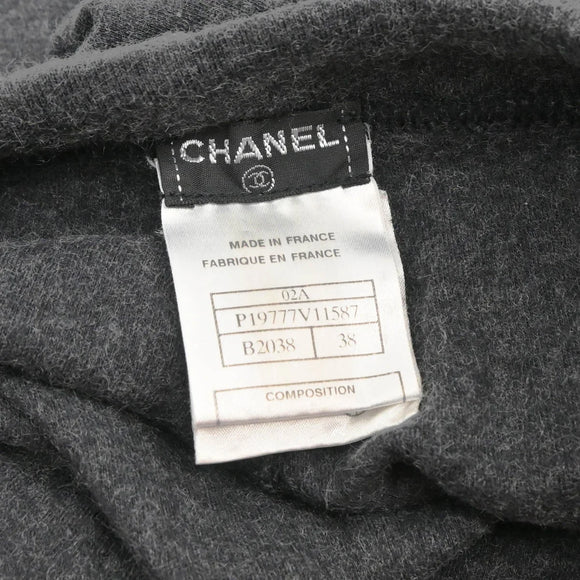 CHANEL
MADE IN FRANCE
FABRIQUE EN FRANCE
02A
P19777V11587
B2038 38
COMPOSITION